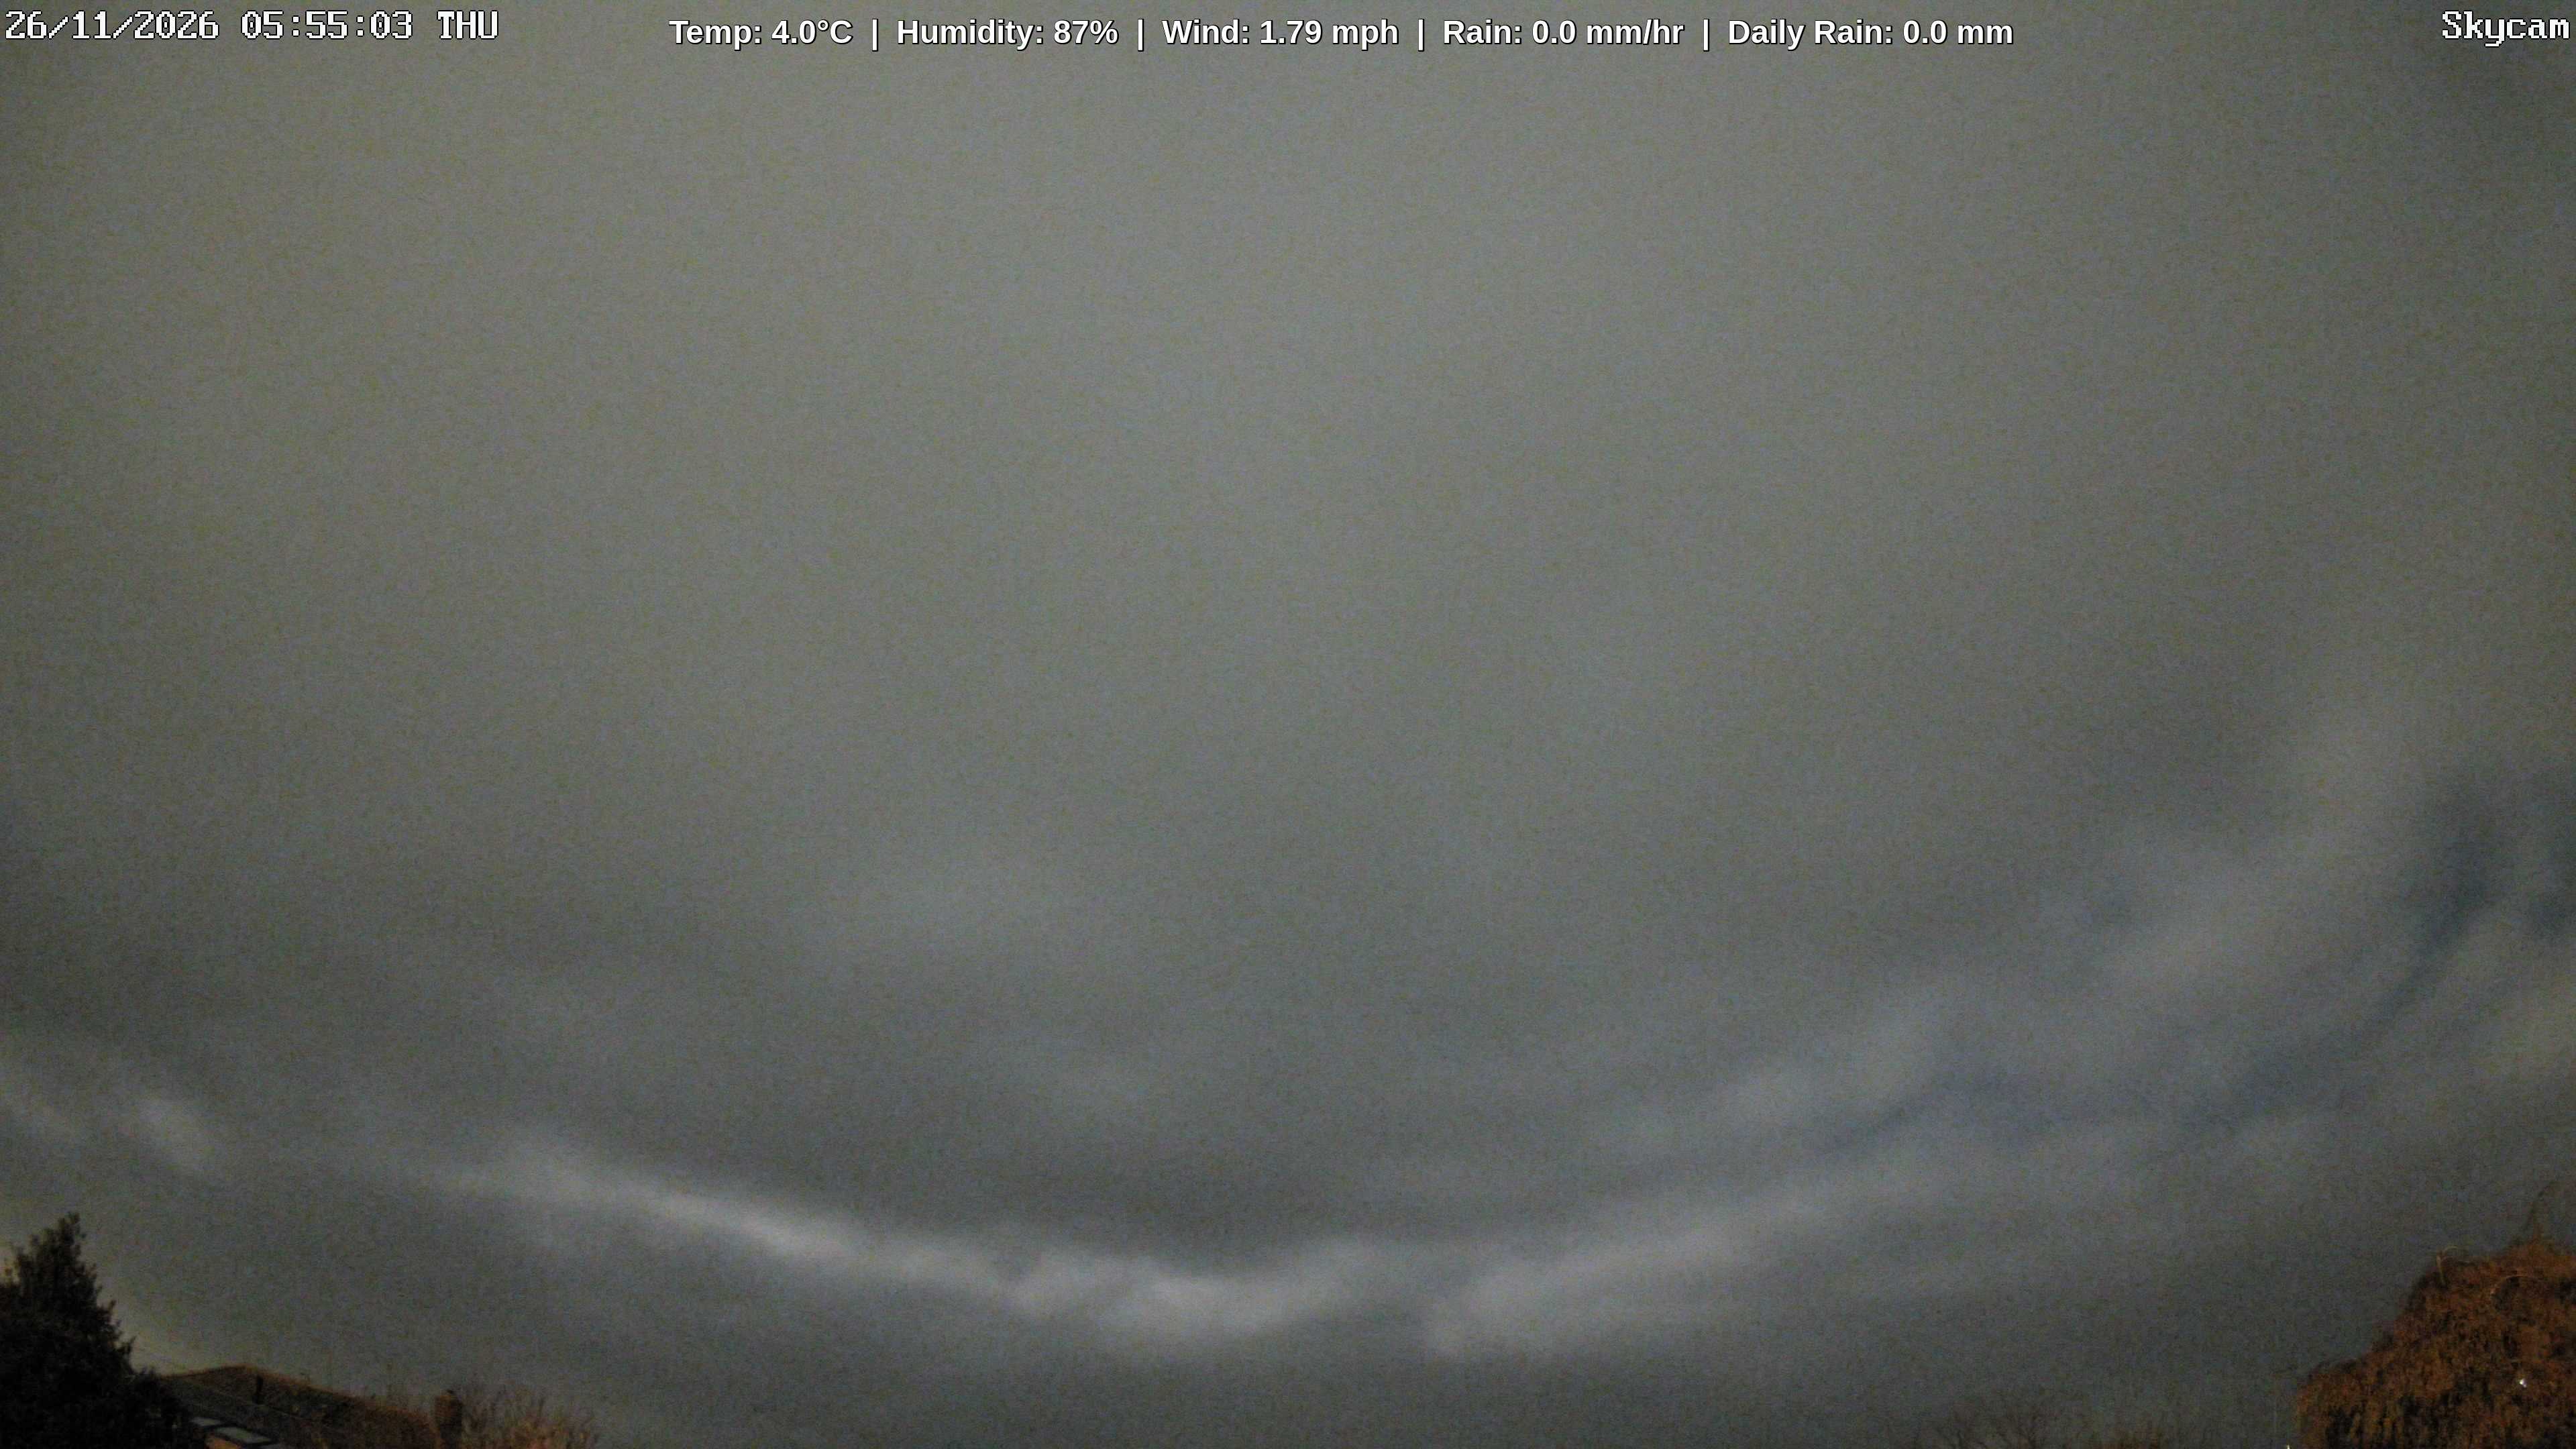 26/11/2026 05:55:03 THU
Temp: 4.0°C | Humidity: 87% | Wind: 1.79 mph | Rain: 0.0 mm/hr | Daily Rain: 0.0 mm
Skycam